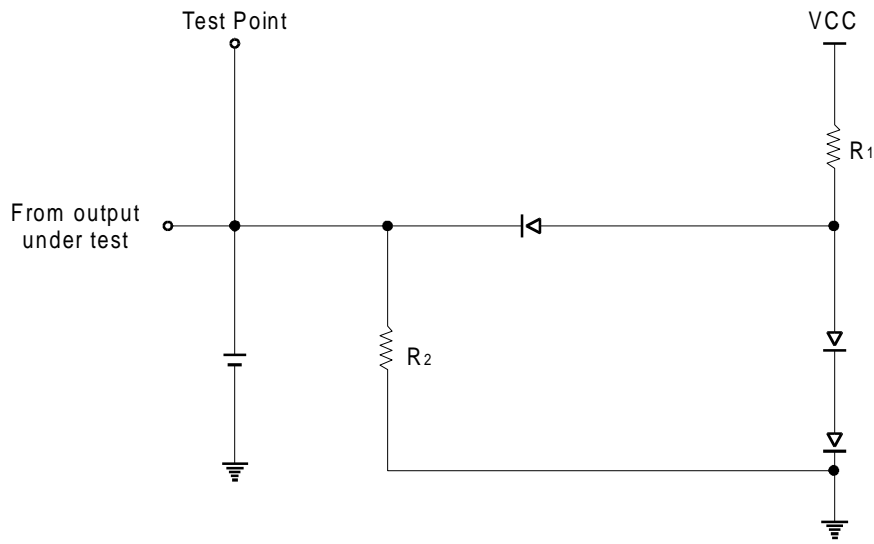 Test Point
VCC
R1
From output
under test
R2